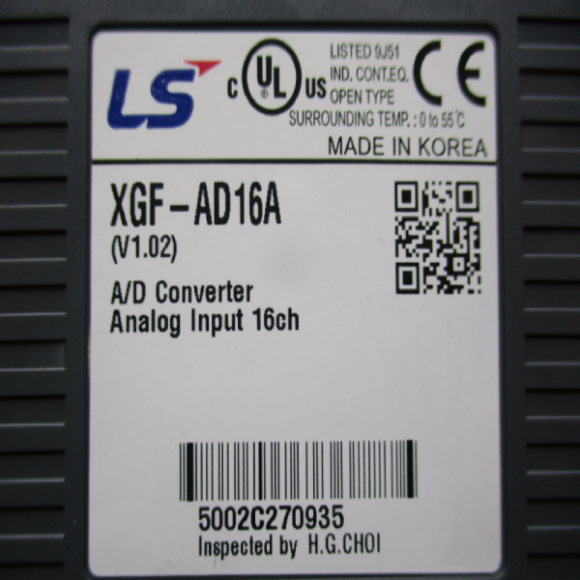 LS
C UL ® US
LISTED 9J51
IND. CONT.EQ.
OPEN TYPE
CE
SURROUNDING TEMP. : 0 to 55℃
MADE IN KOREA
XGF-AD16A
(V1.02)
A/D Converter
Analog Input 16ch
5002C270935
Inspected by H.G.CHOI